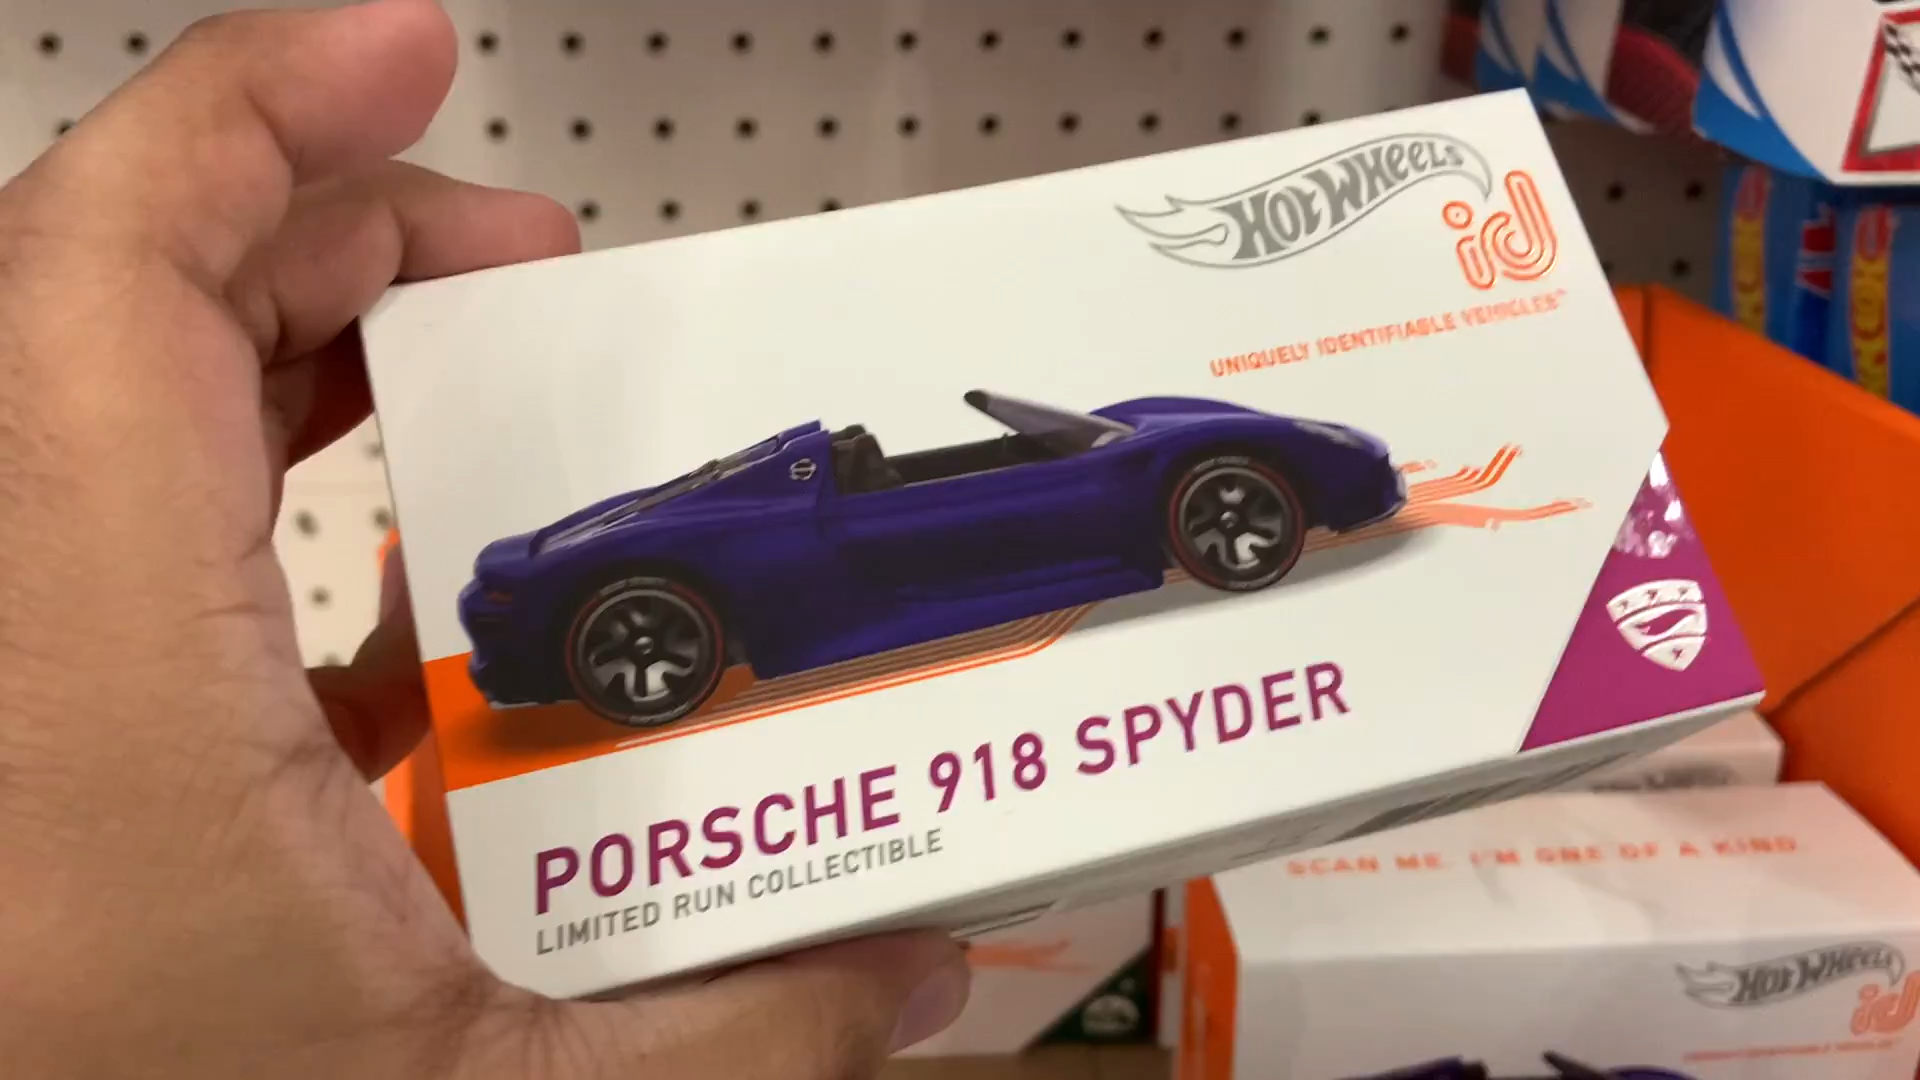 HOT WHEELS
id
UNIQUELY IDENTIFIABLE VEHICLES™
PORSCHE 918 SPYDER
LIMITED RUN COLLECTIBLE
SCAN ME. I'M ONE OF A KIND.
HOT WHEELS
id